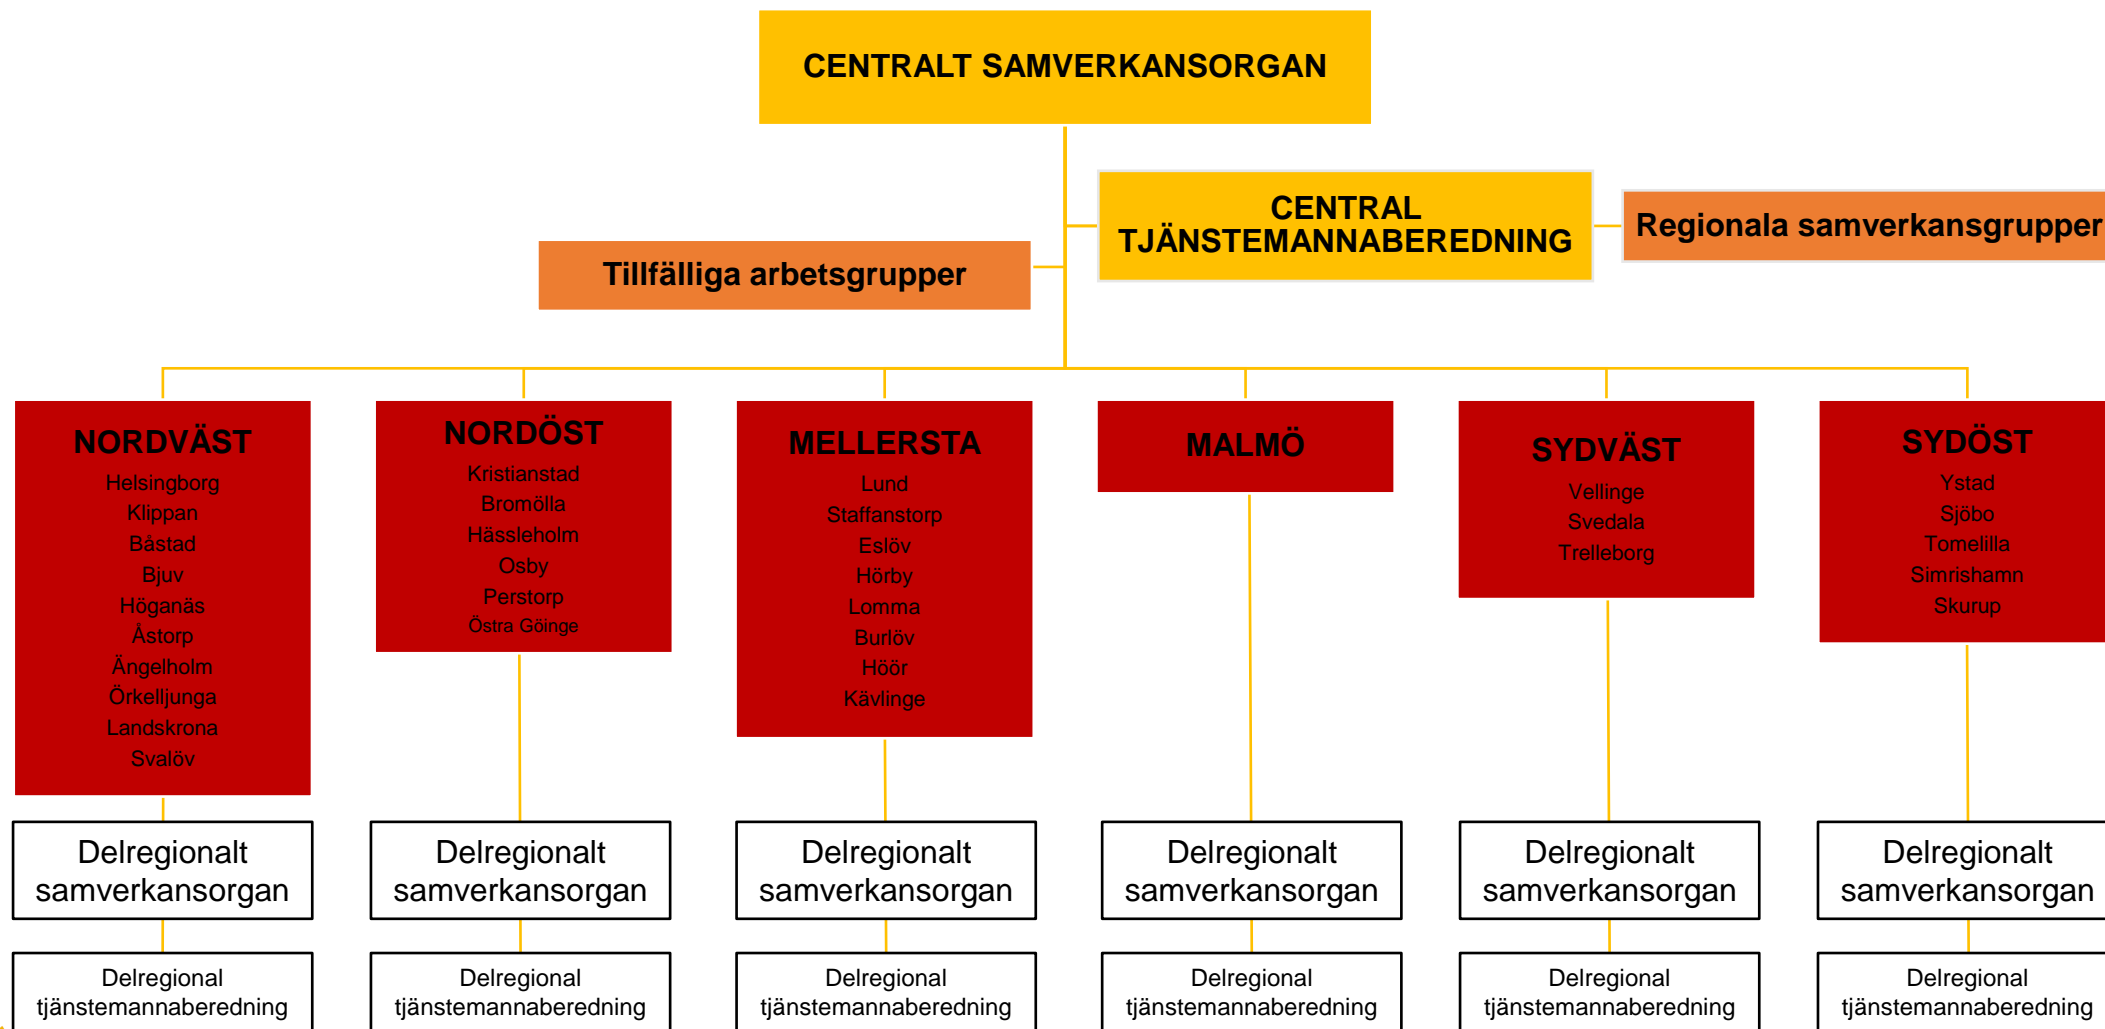 CENTRALT SAMVERKANSORGAN
CENTRAL
TJÄNSTEMANNABEREDNING
Regionala samverkansgrupper
Tillfälliga arbetsgrupper
NORDVÄST
Helsingborg
Klippan
Båstad
Bjuv
Höganäs
Åstorp
Ängelholm
Örkelljunga
Landskrona
Svalöv
NORDÖST
Kristianstad
Bromölla
Hässleholm
Osby
Perstorp
Östra Göinge
MELLERSTA
Lund
Staffanstorp
Eslöv
Hörby
Lomma
Burlöv
Höör
Kävlinge
MALMÖ
SYDVÄST
Vellinge
Svedala
Trelleborg
SYDÖST
Ystad
Sjöbo
Tomelilla
Simrishamn
Skurup
Delregionalt
samverkansorgan
Delregionalt
samverkansorgan
Delregionalt
samverkansorgan
Delregionalt
samverkansorgan
Delregionalt
samverkansorgan
Delregionalt
samverkansorgan
Delregional
tjänstemannaberedning
Delregional
tjänstemannaberedning
Delregional
tjänstemannaberedning
Delregional
tjänstemannaberedning
Delregional
tjänstemannaberedning
Delregional
tjänstemannaberedning